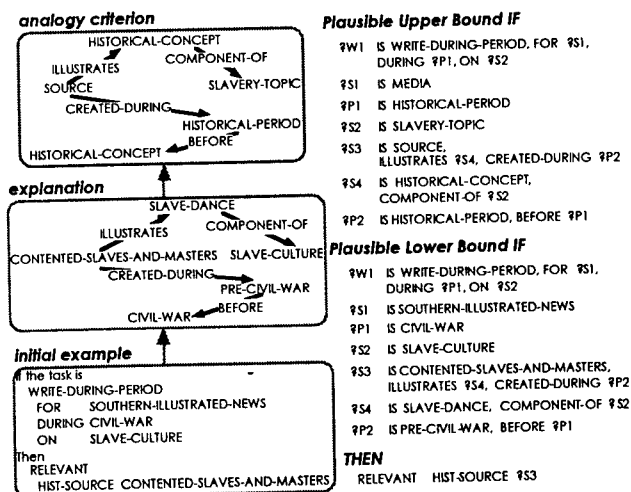 analogy criterion
HISTORICAL-CONCEPT
ILLUSTRATES
COMPONENT-OF
SOURCE
SLAVERY-TOPIC
CREATED-DURING
HISTORICAL-PERIOD
BEFORE
HISTORICAL-CONCEPT
explanation
SLAVE-DANCE
ILLUSTRATES
COMPONENT-OF
CONTENTED-SLAVES-AND-MASTERS
SLAVE-CULTURE
CREATED-DURING
PRE-CIVIL-WAR
BEFORE
CIVIL-WAR
initial example
If the task is
WRITE-DURING-PERIOD
FOR SOUTHERN-ILLUSTRATED-NEWS
DURING CIVIL-WAR
ON SLAVE-CULTURE
Then
RELEVANT
HIST-SOURCE CONTENTED-SLAVES-AND-MASTERS
Plausible Upper Bound IF
?W1 IS WRITE-DURING-PERIOD, FOR ?S1,
DURING ?P1, ON ?S2
?S1 IS MEDIA
?P1 IS HISTORICAL-PERIOD
?S2 IS SLAVERY-TOPIC
?S3 IS SOURCE,
ILLUSTRATES ?S4, CREATED-DURING ?P2
?S4 IS HISTORICAL-CONCEPT,
COMPONENT-OF ?S2
?P2 IS HISTORICAL-PERIOD, BEFORE ?P1
Plausible Lower Bound IF
?W1 IS WRITE-DURING-PERIOD, FOR ?S1,
DURING ?P1, ON ?S2
?S1 IS SOUTHERN-ILLUSTRATED-NEWS
?P1 IS CIVIL-WAR
?S2 IS SLAVE-CULTURE
?S3 IS CONTENTED-SLAVES-AND-MASTERS,
ILLUSTRATES ?S4, CREATED-DURING ?P2
?S4 IS SLAVE-DANCE, COMPONENT-OF ?S2
?P2 IS PRE-CIVIL-WAR, BEFORE ?P1
THEN
RELEVANT HIST-SOURCE ?S3